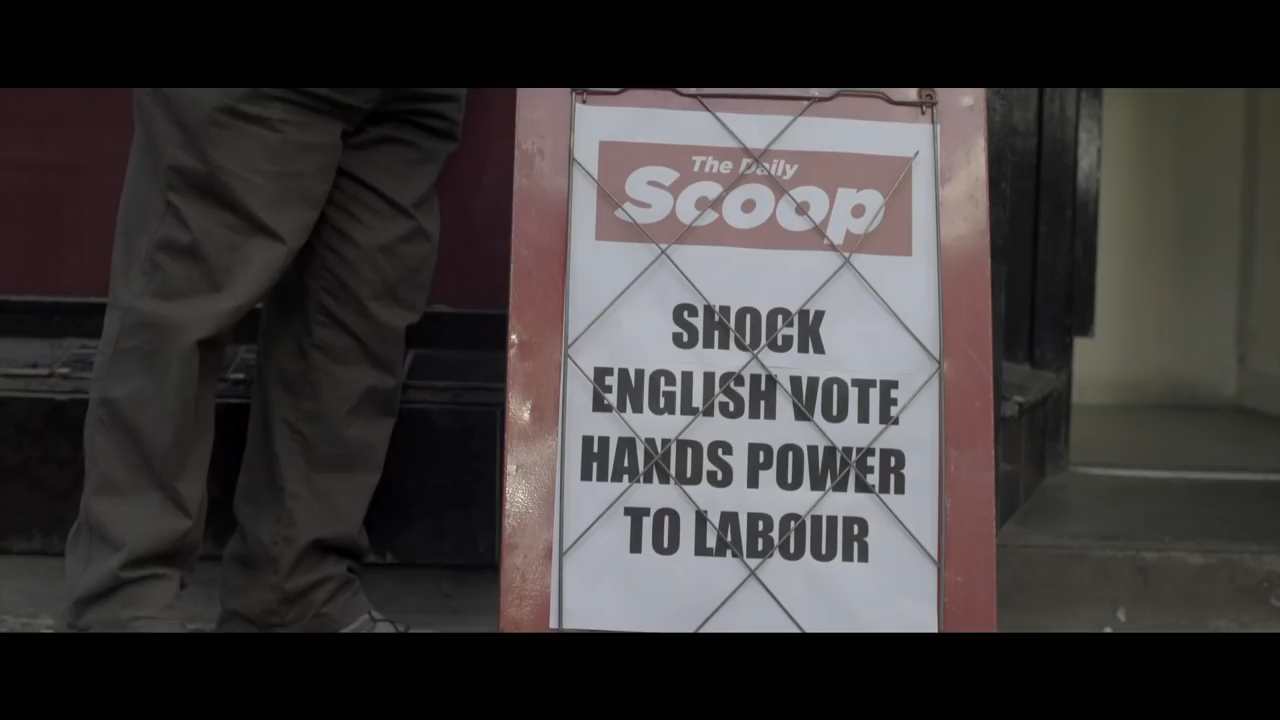 The Daily
Scoop
SHOCK
ENGLISH VOTE
HANDS POWER
TO LABOUR